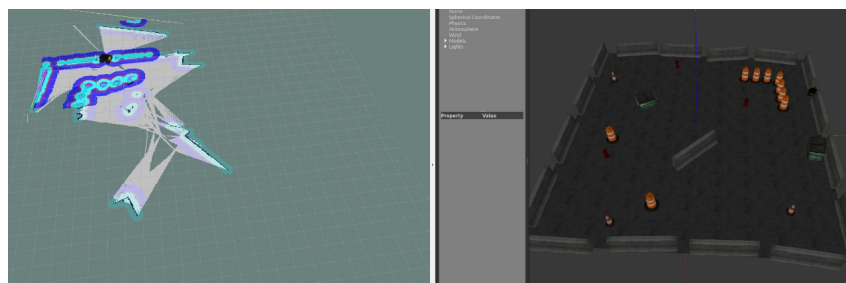 Spherical Coordinates
Physics
Atmosphere
Wind
Models
Lights
Property Value